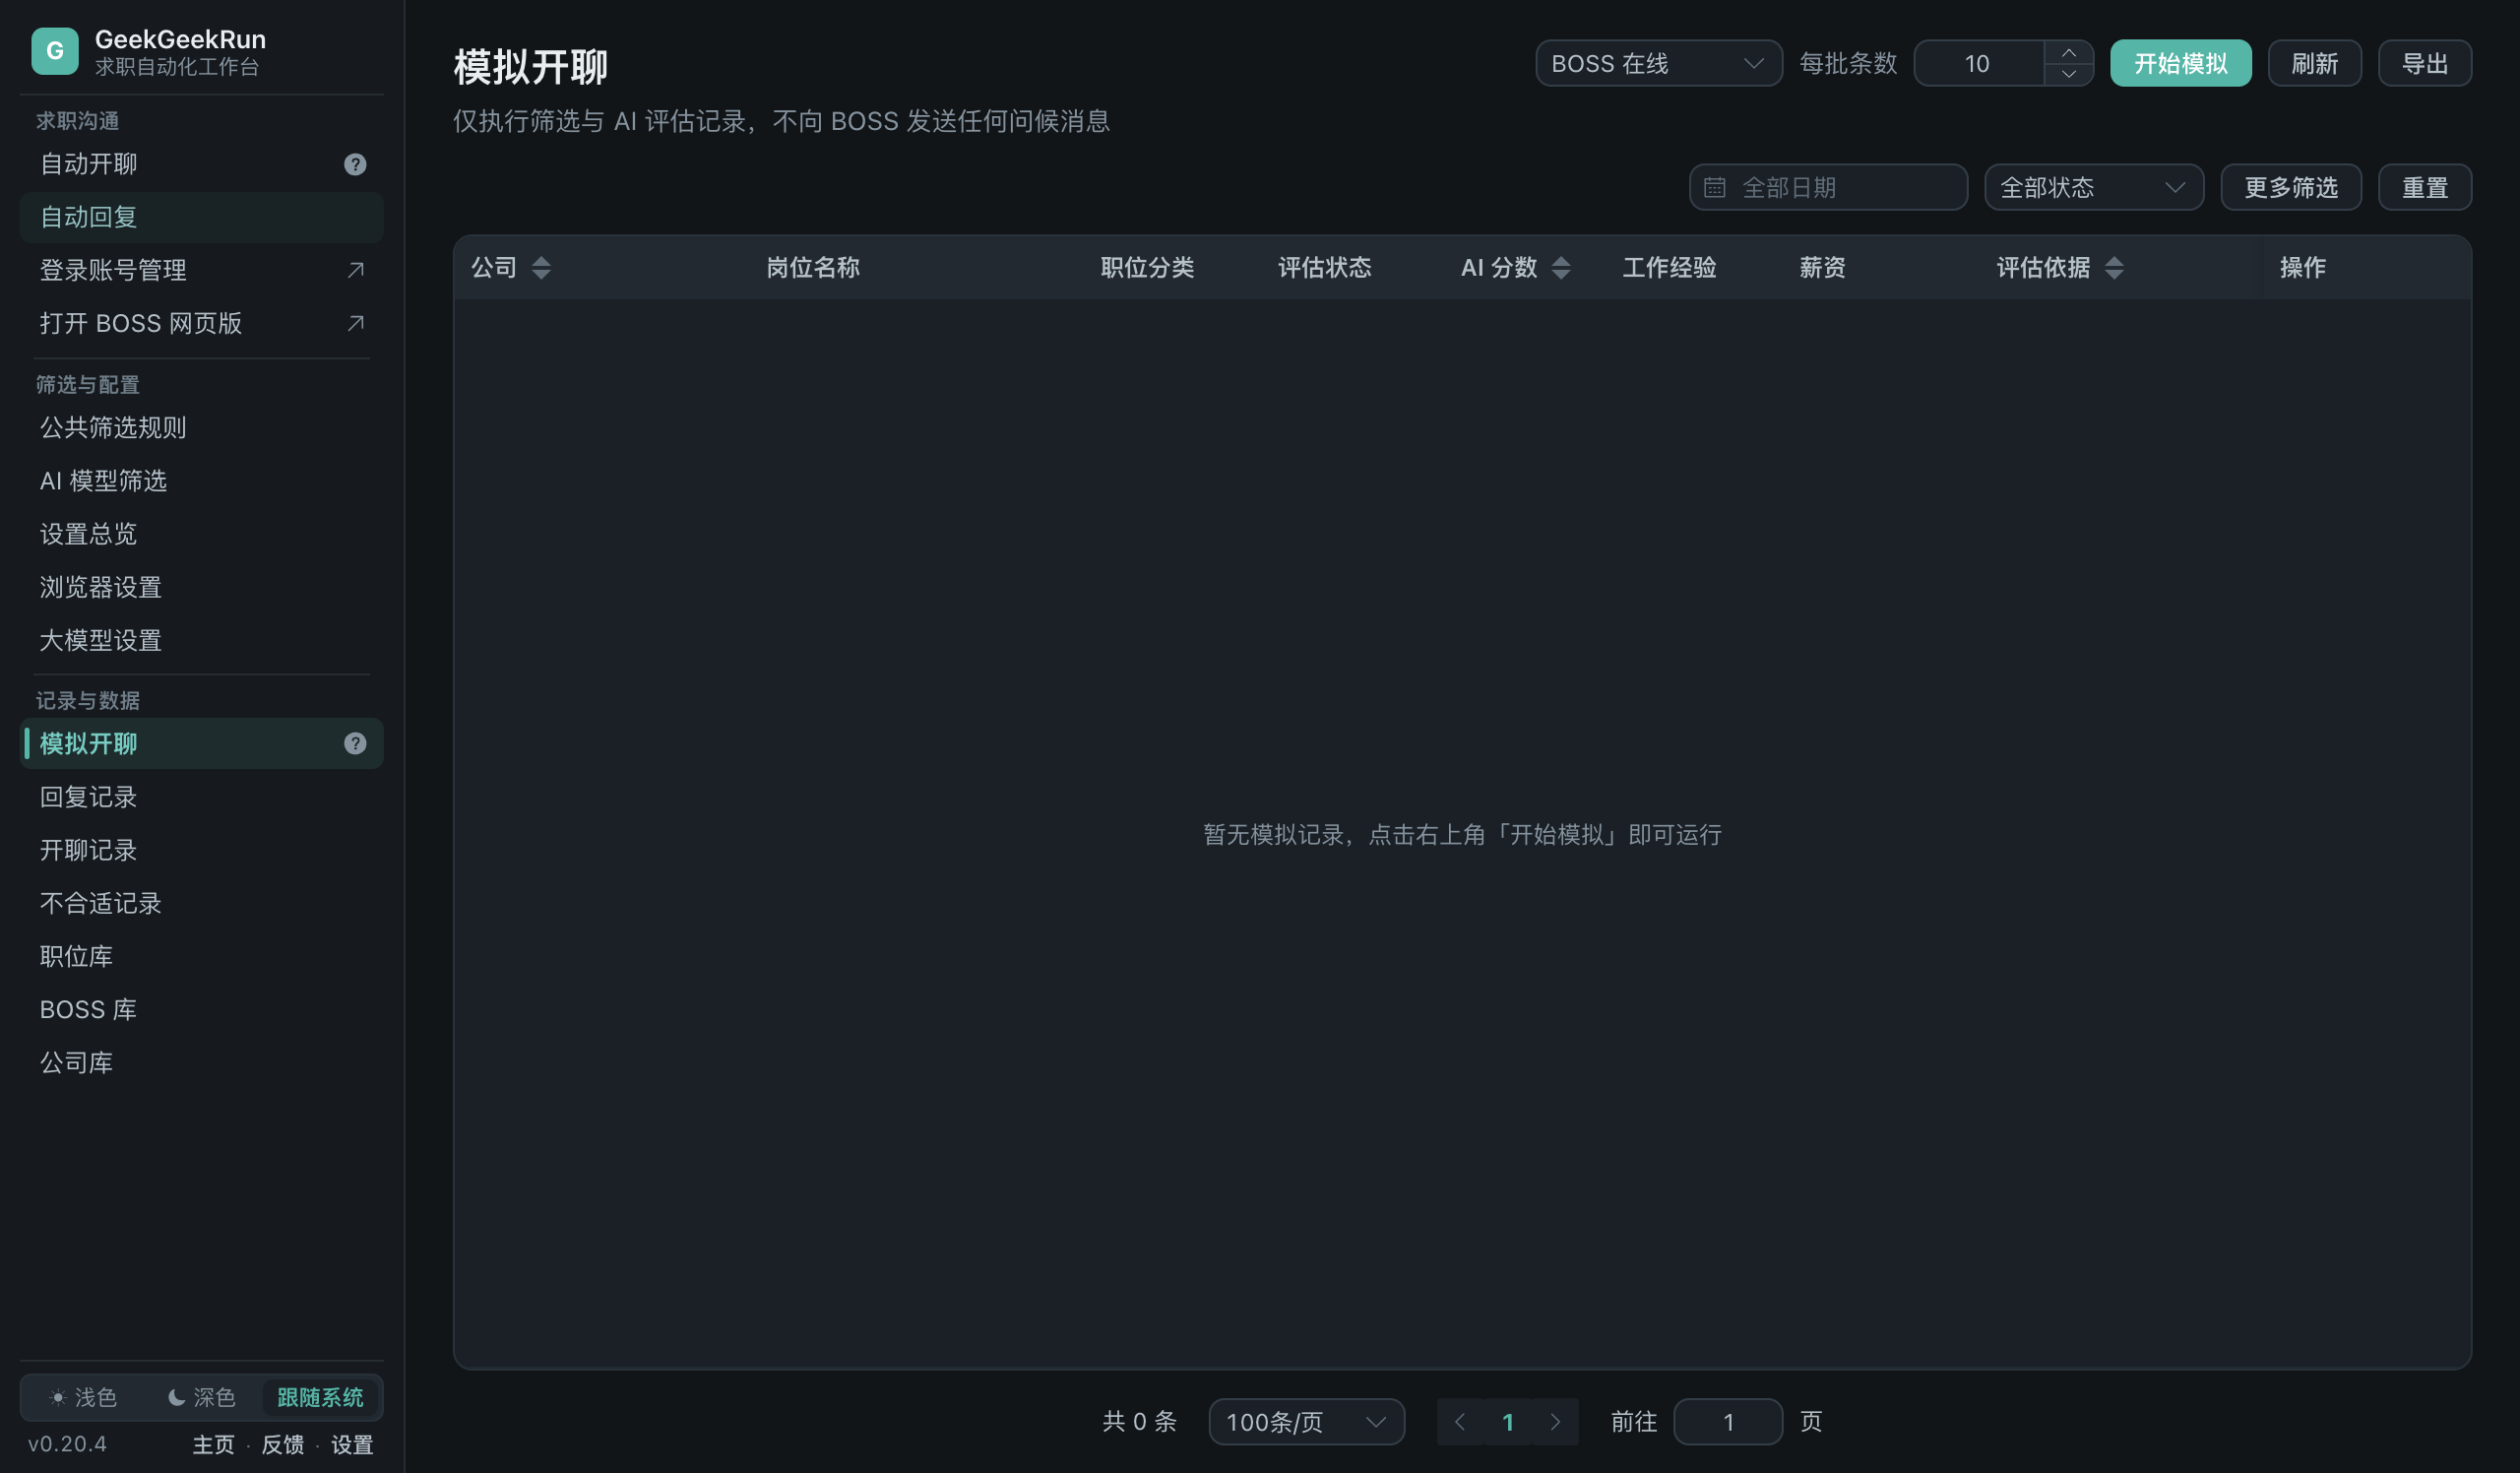 G
GeekGeekRun
求职自动化工作台
求职沟通
自动开聊
?
自动回复
登录账号管理
打开 BOSS 网页版
筛选与配置
公共筛选规则
AI 模型筛选
设置总览
浏览器设置
大模型设置
记录与数据
模拟开聊
?
回复记录
开聊记录
不合适记录
职位库
BOSS 库
公司库
浅色 深色 跟随系统
v0.20.4 主页 · 反馈 · 设置
模拟开聊
仅执行筛选与 AI 评估记录，不向 BOSS 发送任何问候消息
BOSS 在线 每批条数 10 开始模拟 刷新 导出
全部日期 全部状态 更多筛选 重置
公司 岗位名称 职位分类 评估状态 AI 分数 工作经验 薪资 评估依据 操作
暂无模拟记录，点击右上角「开始模拟」即可运行
共 0 条 100条/页 1 前往 1 页